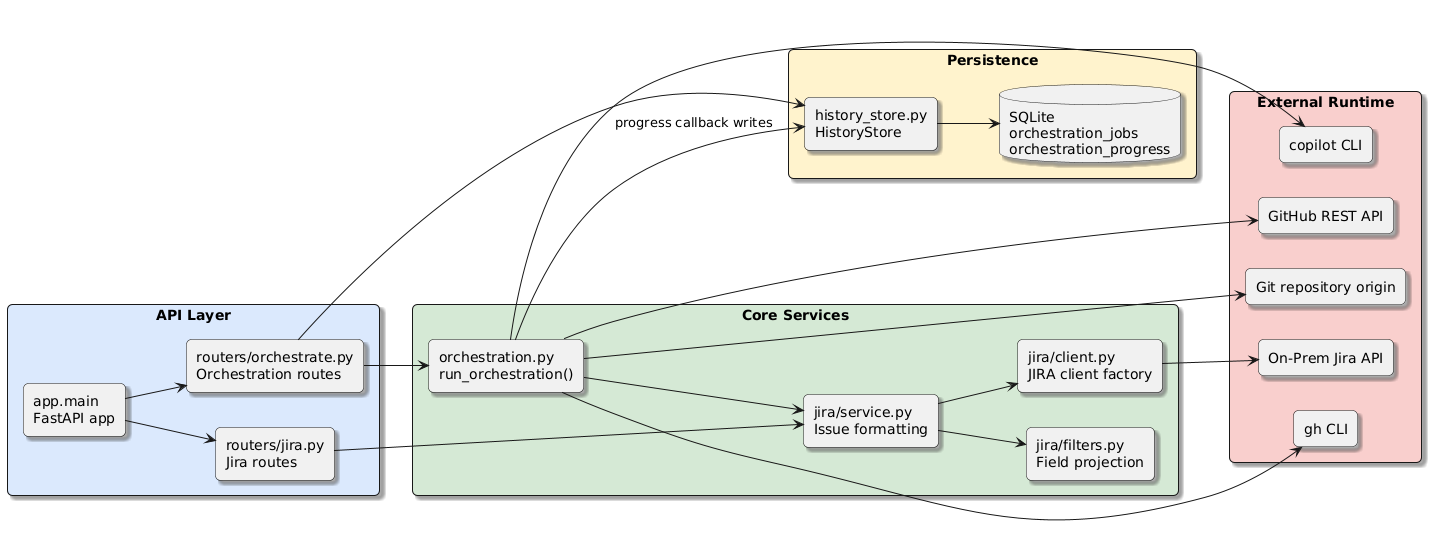 Persistence
history_store.py
HistoryStore
SQLite
orchestration_jobs
orchestration_progress
progress callback writes
External Runtime
copilot CLI
GitHub REST API
Git repository origin
On-Prem Jira API
gh CLI
API Layer
app.main
FastAPI app
routers/orchestrate.py
Orchestration routes
routers/jira.py
Jira routes
Core Services
orchestration.py
run_orchestration()
jira/service.py
Issue formatting
jira/client.py
JIRA client factory
jira/filters.py
Field projection